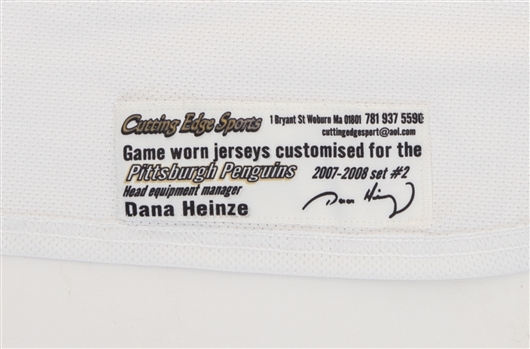 Cutting Edge Sports 1 Bryant St Woburn Ma 01801 781 937 5590
cuttingedgesport@aol.com
Game worn jerseys customised for the
Pittsburgh Penguins 2007-2008 set #2
Head equipment manager
Dana Heinze